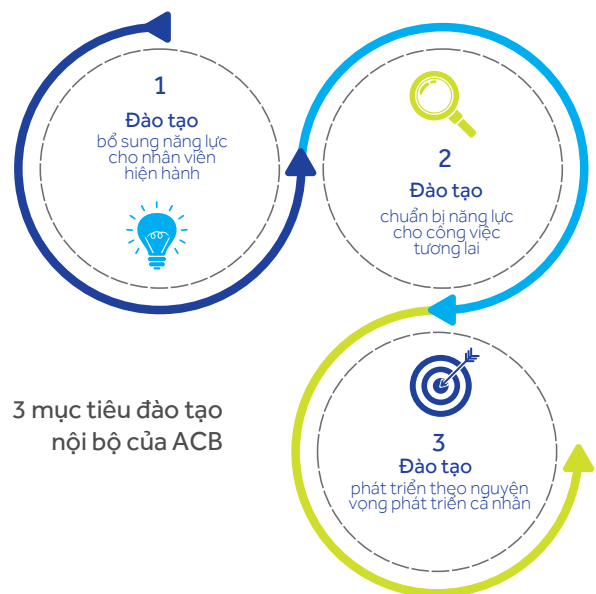 1
Đào tạo
bổ sung năng lực
cho nhân viên
hiện hành
2
Đào tạo
chuẩn bị năng lực
cho công việc
tương lai
3 mục tiêu đào tạo
nội bộ của ACB
3
Đào tạo
phát triển theo nguyện
vọng phát triển cá nhân